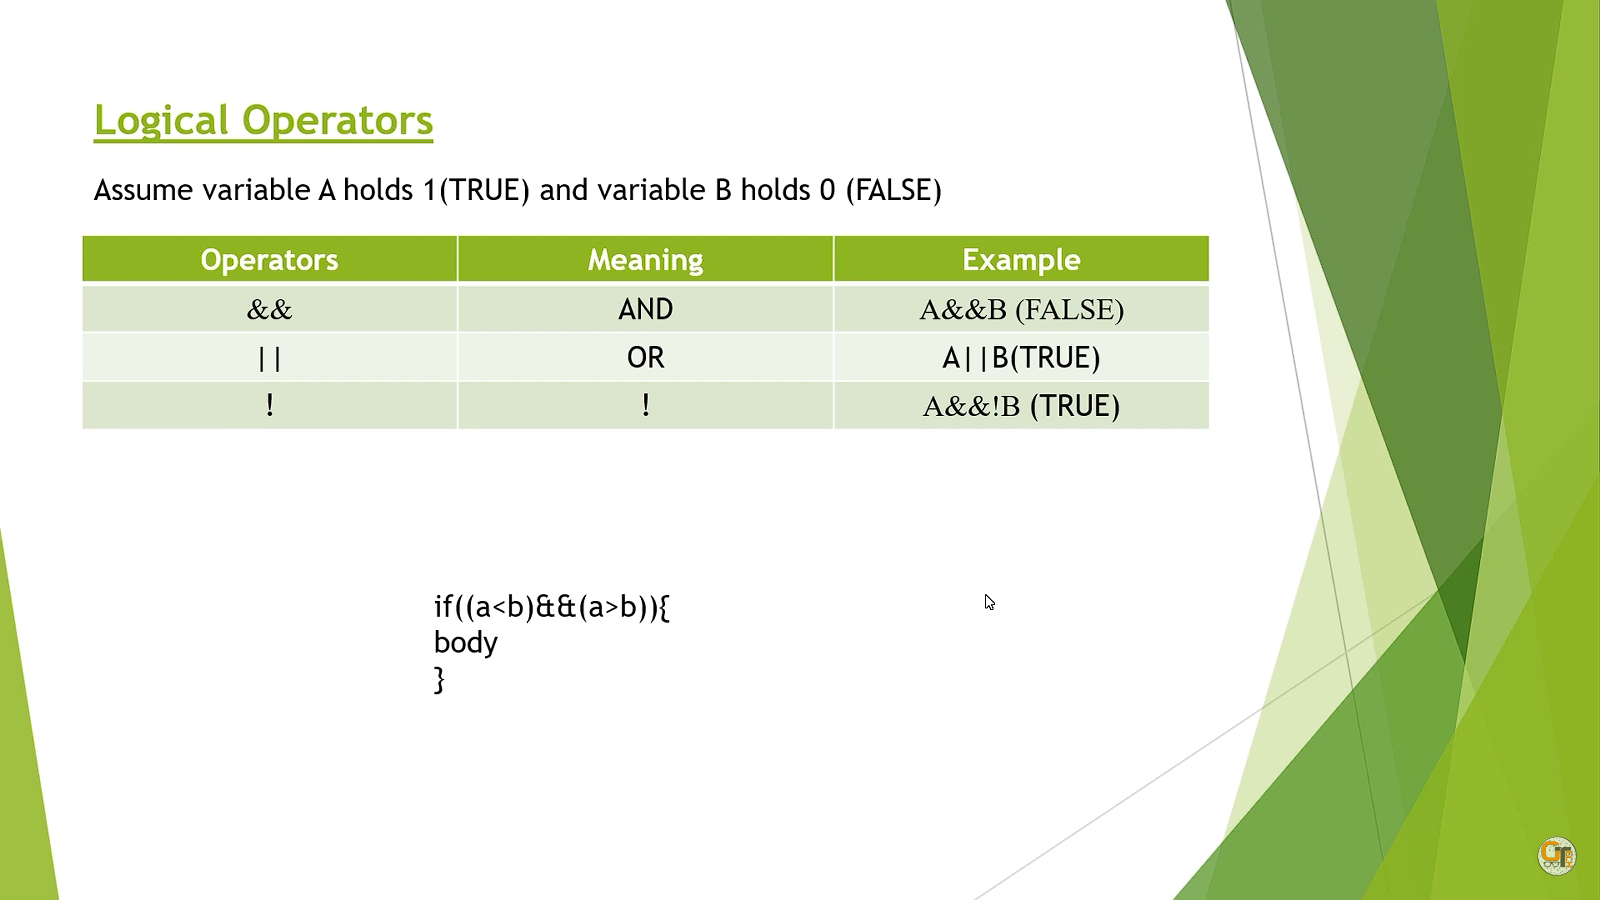 Logical Operators
Assume variable A holds 1(TRUE) and variable B holds 0 (FALSE)
Operators Meaning Example
&& AND A&&B (FALSE)
|| OR A||B(TRUE)
! ! A&&!B (TRUE)
if((a<b)&&(a>b)){
body
}